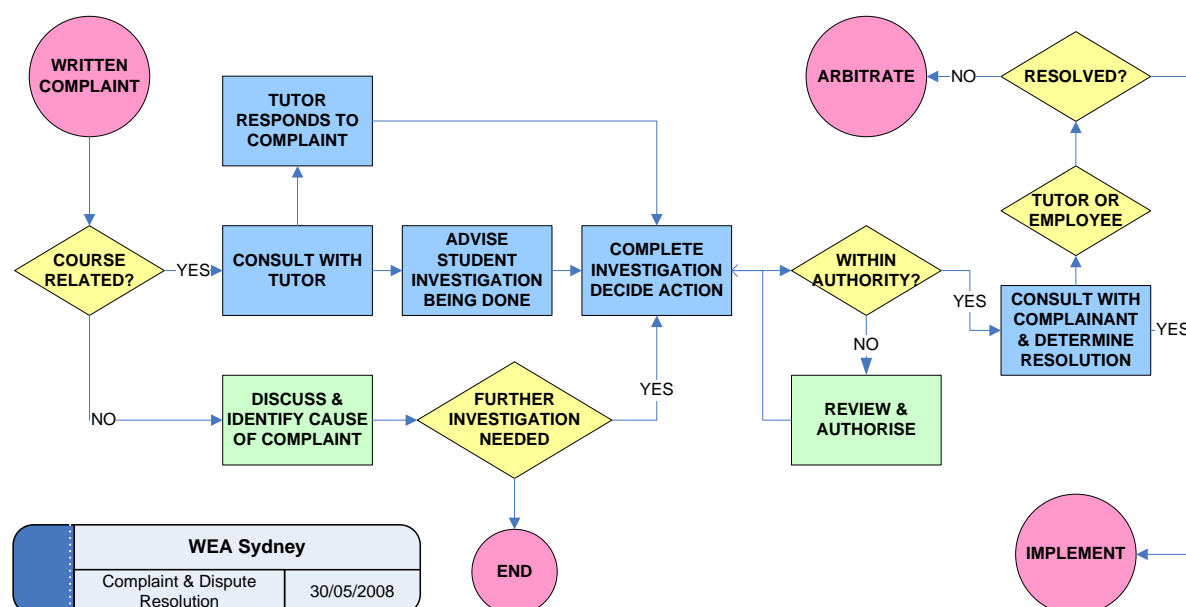 WRITTEN
COMPLAINT
TUTOR
RESPONDS TO
COMPLAINT
ARBITRATE
NO
RESOLVED?
TUTOR OR
EMPLOYEE
COURSE
RELATED?
YES
CONSULT WITH
TUTOR
ADVISE
STUDENT
INVESTIGATION
BEING DONE
COMPLETE
INVESTIGATION
DECIDE ACTION
WITHIN
AUTHORITY?
YES
CONSULT WITH
COMPLAINANT
& DETERMINE
RESOLUTION
YES
NO
NO
DISCUSS &
IDENTIFY CAUSE
OF COMPLAINT
FURTHER
INVESTIGATION
NEEDED
YES
REVIEW &
AUTHORISE
WEA Sydney
Complaint & Dispute
Resolution
30/05/2008
END
IMPLEMENT